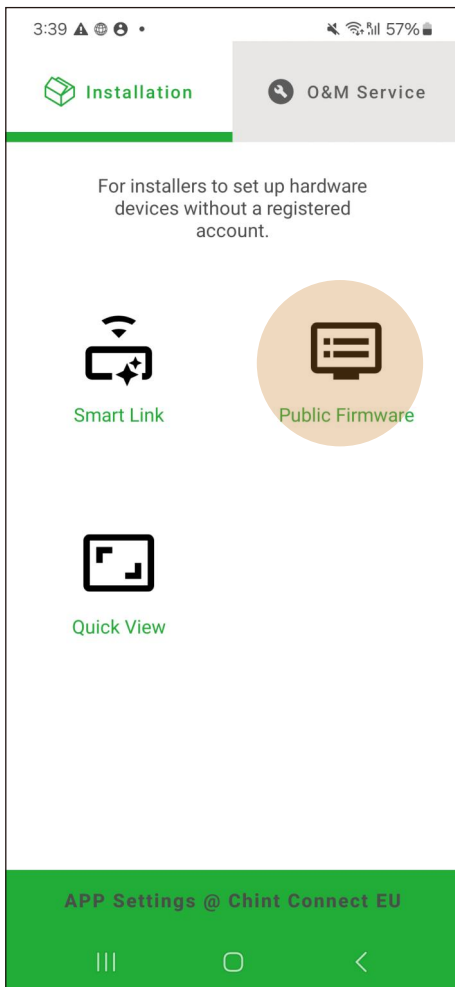 3:39 57%
Installation O&M Service
For installers to set up hardware
devices without a registered
account.
Smart Link Public Firmware
Quick View
APP Settings @ Chint Connect EU